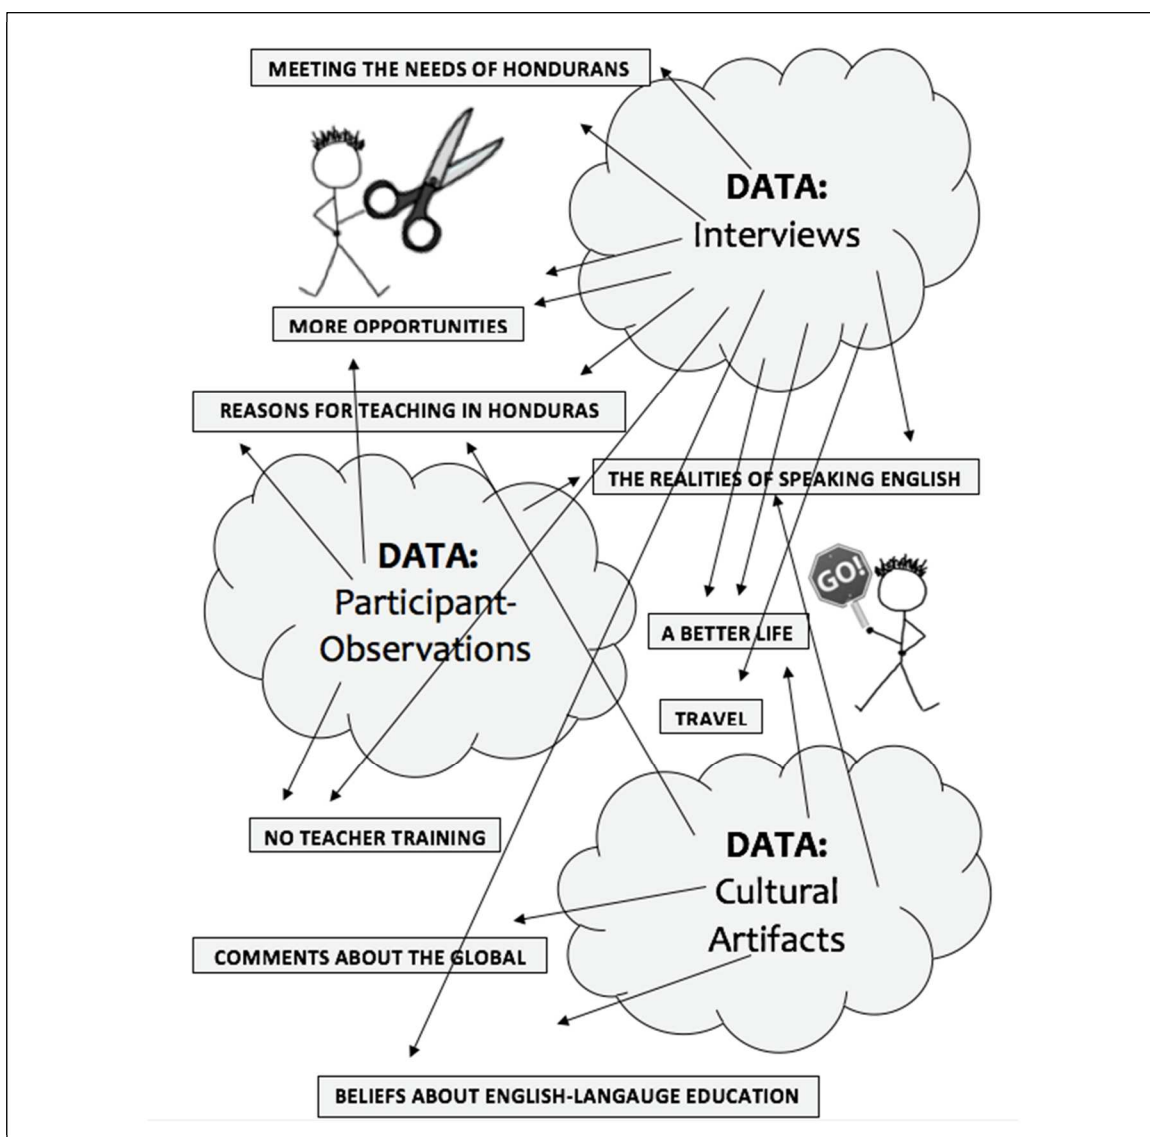 MEETING THE NEEDS OF HONDURANS
DATA:
Interviews
MORE OPPORTUNITIES
REASONS FOR TEACHING IN HONDURAS
THE REALITIES OF SPEAKING ENGLISH
DATA:
Participant-
Observations
GO!
A BETTER LIFE
TRAVEL
NO TEACHER TRAINING
DATA:
Cultural
Artifacts
COMMENTS ABOUT THE GLOBAL
BELIEFS ABOUT ENGLISH-LANGAUGE EDUCATION